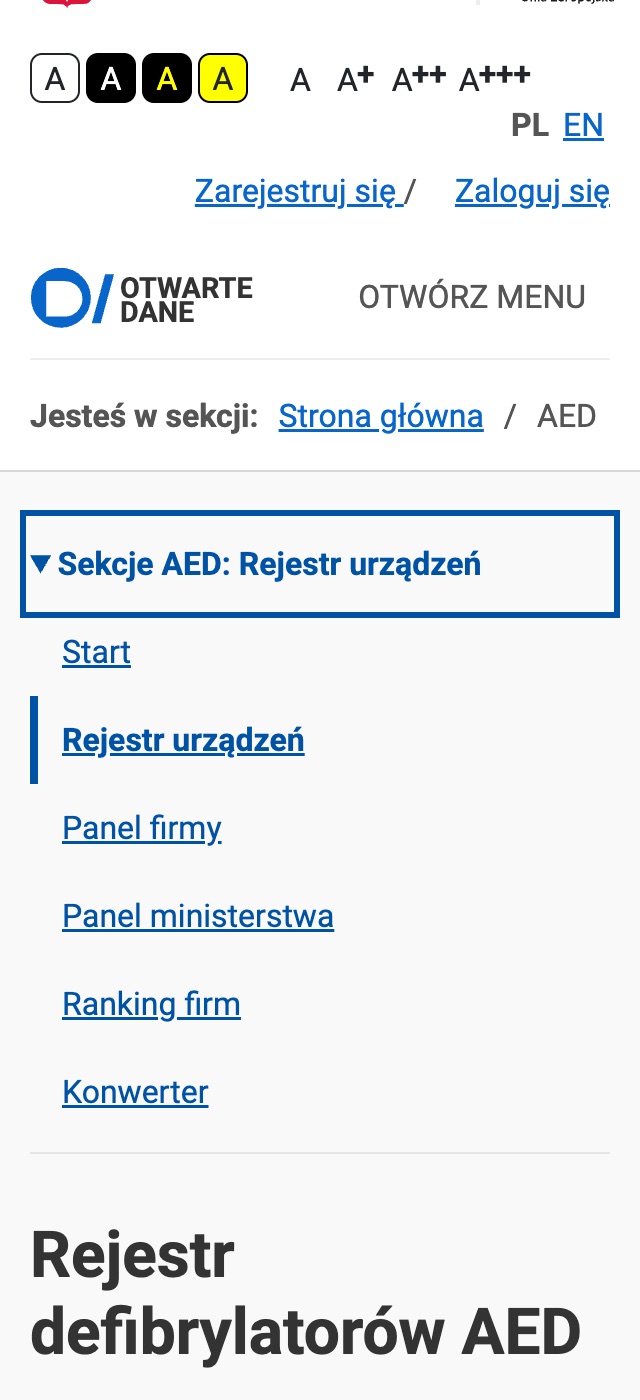 A A A A A A+ A++ A+++
PL EN
Zarejestruj się / Zaloguj się
OTWARTE
DANE
OTWÓRZ MENU
Jesteś w sekcji: Strona główna / AED
▼ Sekcje AED: Rejestr urządzeń
Start
Rejestr urządzeń
Panel firmy
Panel ministerstwa
Ranking firm
Konwerter
Rejestr
defibrylatorów AED